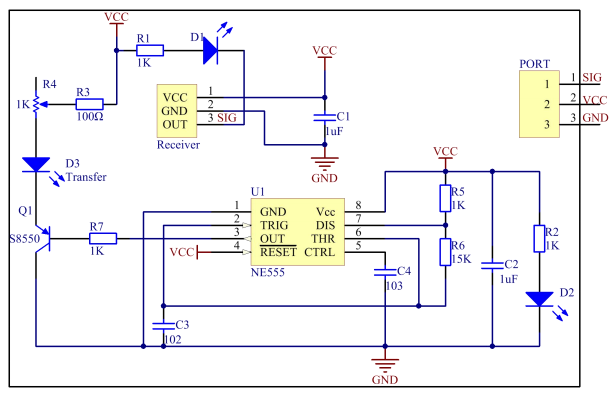 VCC
R1
1K
D1
VCC
R4
1K
R3
100Ω
VCC 1
GND 2
OUT 3 SIG
Receiver
C1
1uF
GND
PORT
1 1 SIG
2 2 VCC
3 3 GND
D3
Transfer
Q1
S8550
R7
1K
U1
1 GND Vcc 8
2 TRIG DIS 7
3 OUT THR 6
4 RESET CTRL 5
VCC
NE555
VCC
R5
1K
R6
15K
R2
1K
C4
103
C2
1uF
D2
C3
102
GND